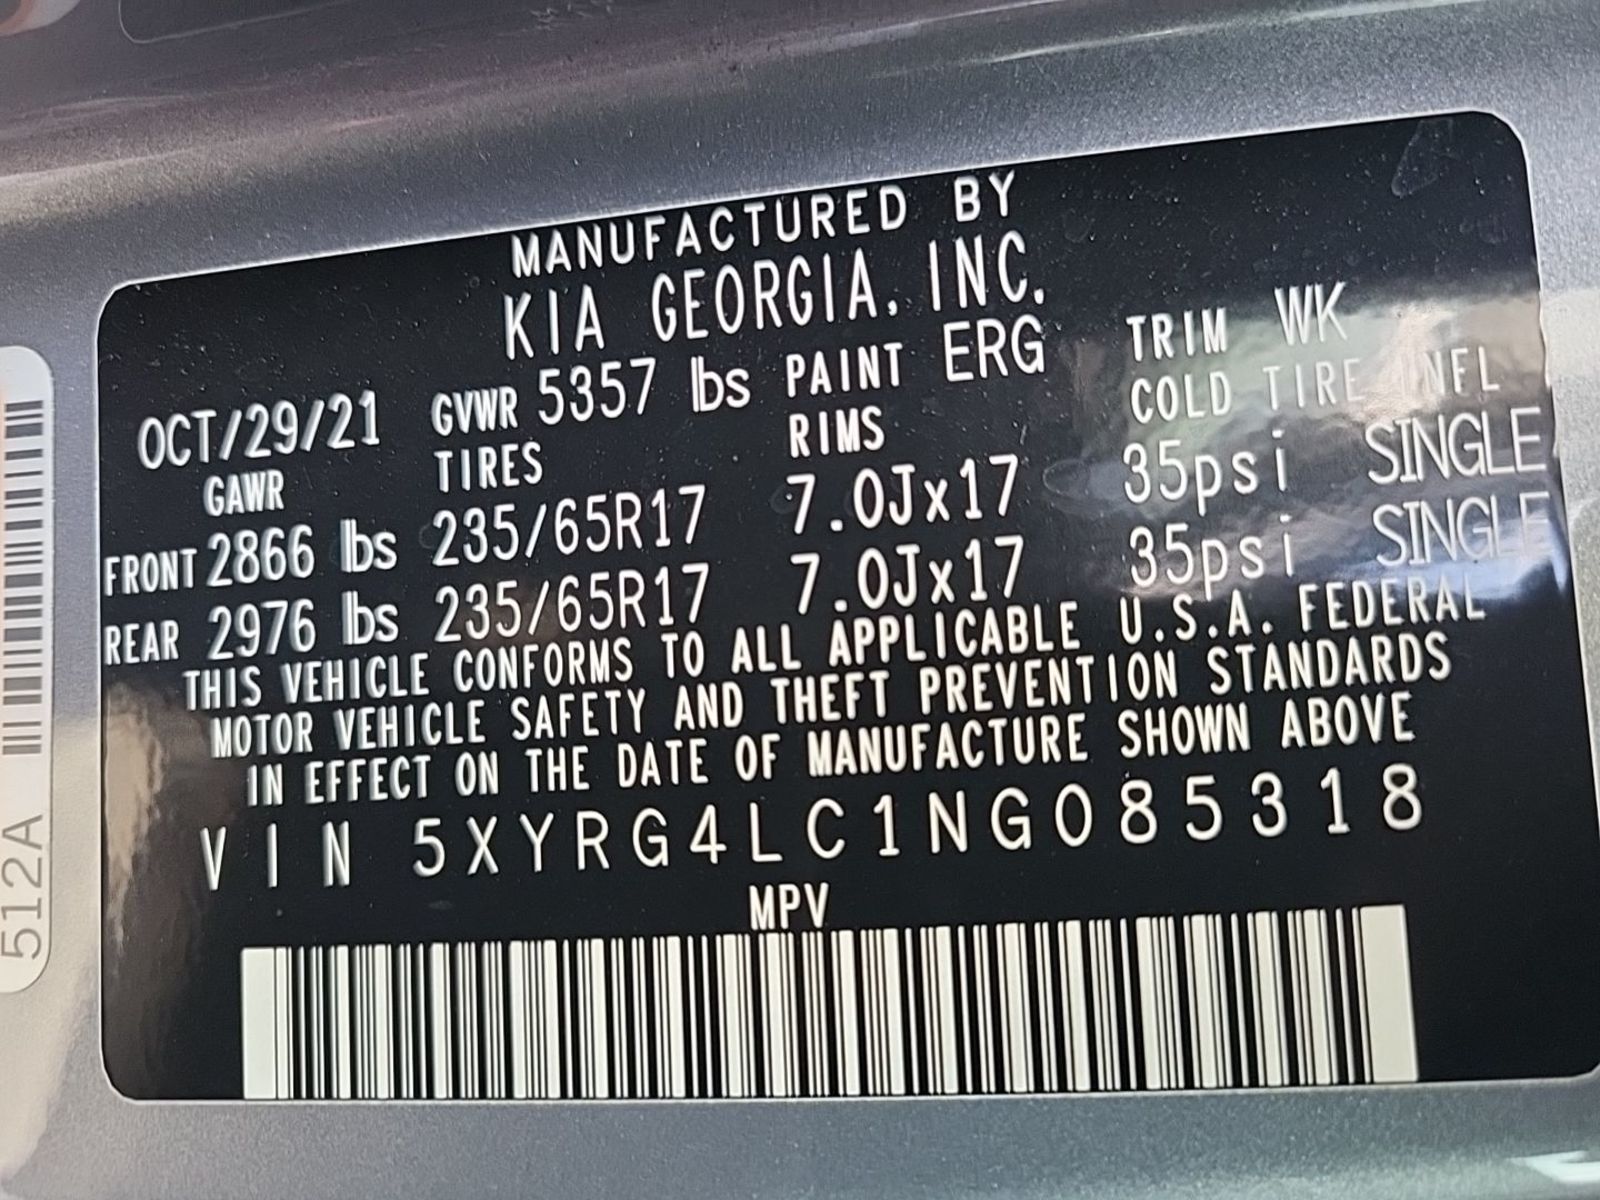 MANUFACTURED BY
KIA GEORGIA, INC.
OCT/29/21 GVWR 5357 lbs PAINT ERG TRIM WK
GAWR TIRES RIMS COLD TIRE INFL
FRONT 2866 lbs 235/65R17 7.0Jx17 35psi SINGLE
REAR 2976 lbs 235/65R17 7.0Jx17 35psi SINGLE
THIS VEHICLE CONFORMS TO ALL APPLICABLE U.S.A. FEDERAL
MOTOR VEHICLE SAFETY AND THEFT PREVENTION STANDARDS
IN EFFECT ON THE DATE OF MANUFACTURE SHOWN ABOVE
VIN 5XYRG4LC1NG085318
MPV
512A